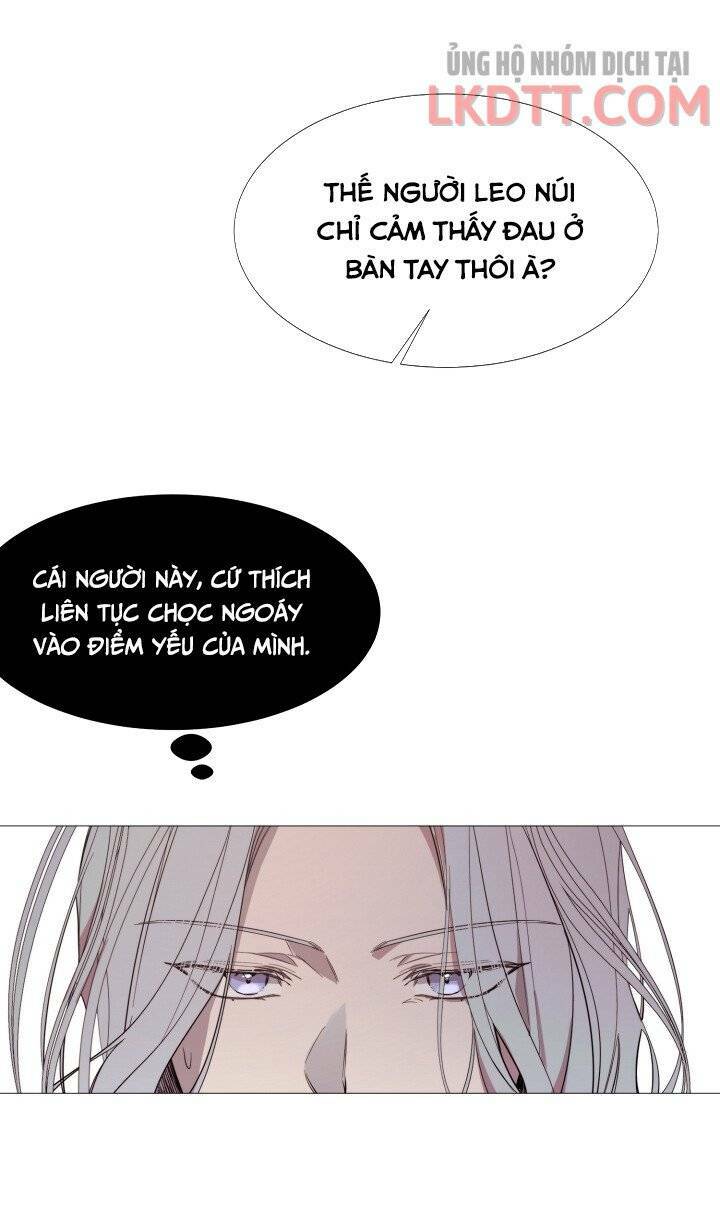 ỦNG HỘ NHÓM DỊCH TẠI
LKDTT.COM
THẾ NGƯỜI LEO NÚI
CHỈ CẢM THẤY ĐAU Ở
BÀN TAY THÔI À?
CÁI NGƯỜI NÀY, CỨ THÍCH
LIÊN TỤC CHỌC NGOÁY
VÀO ĐIỂM YẾU CỦA MÌNH.